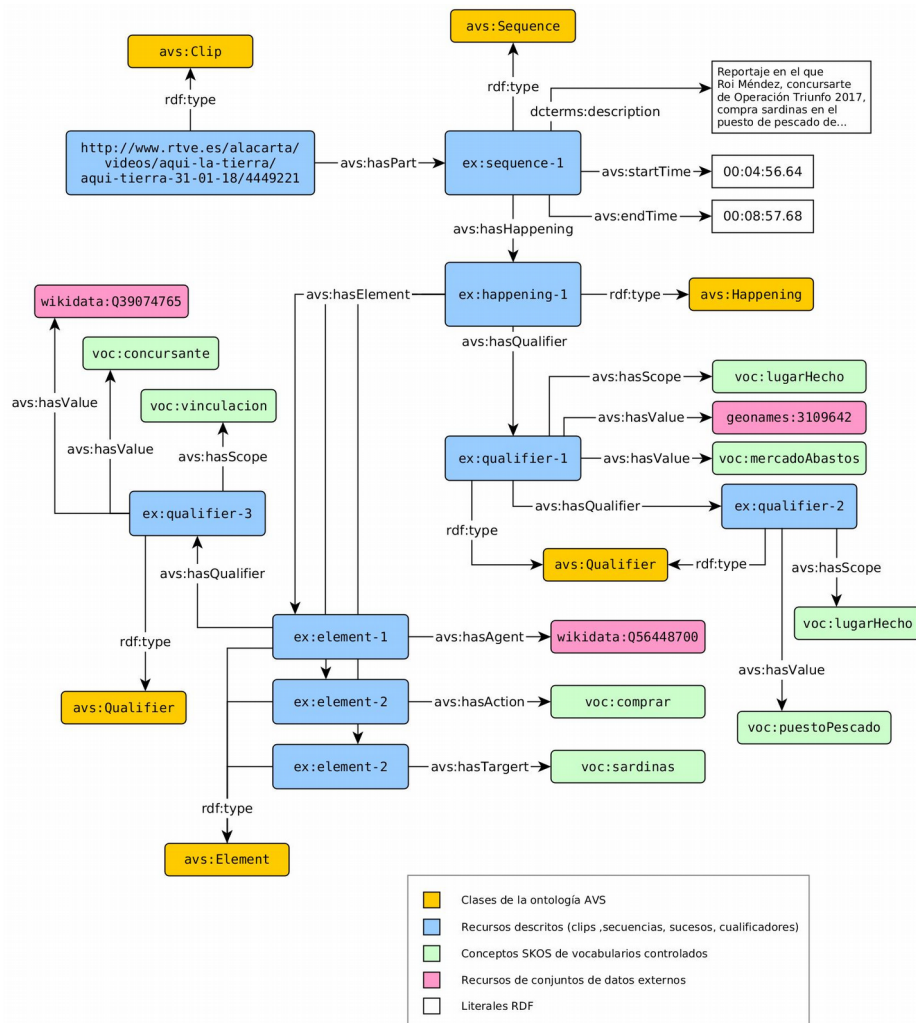 avs:Sequence
avs:Clip
rdf:type
rdf:type
dcterms:description
Reportaje en el que
Roi Méndez, concursarte
de Operación Triunfo 2017,
compra sardinas en el
puesto de pescado de...
http://www.rtve.es/alacarta/
videos/aqui-la-tierra/
aqui-tierra-31-01-18/4449221
avs:hasPart
ex:sequence-1
avs:startTime
00:04:56.64
avs:endTime
00:08:57.68
avs:hasHappening
wikidata:Q39074765
avs:hasElement
ex:happening-1
rdf:type
avs:Happening
avs:hasQualifier
voc:concursante
avs:hasScope
voc:lugarHecho
avs:hasValue
voc:vinculacion
avs:hasValue
geonames:3109642
avs:hasValue
avs:hasScope
ex:qualifier-1
avs:hasValue
voc:mercadoAbastos
ex:qualifier-3
avs:hasQualifier
ex:qualifier-2
rdf:type
avs:hasQualifier
avs:Qualifier
rdf:type
avs:hasScope
rdf:type
ex:element-1
avs:hasAgent
wikidata:Q56448700
voc:lugarHecho
avs:hasValue
avs:Qualifier
ex:element-2
avs:hasAction
voc:comprar
voc:puestoPescado
ex:element-2
avs:hasTargert
voc:sardinas
rdf:type
avs:Element
Clases de la ontología AVS
Recursos descritos (clips ,secuencias, sucesos, cualificadores)
Conceptos SKOS de vocabularios controlados
Recursos de conjuntos de datos externos
Literales RDF